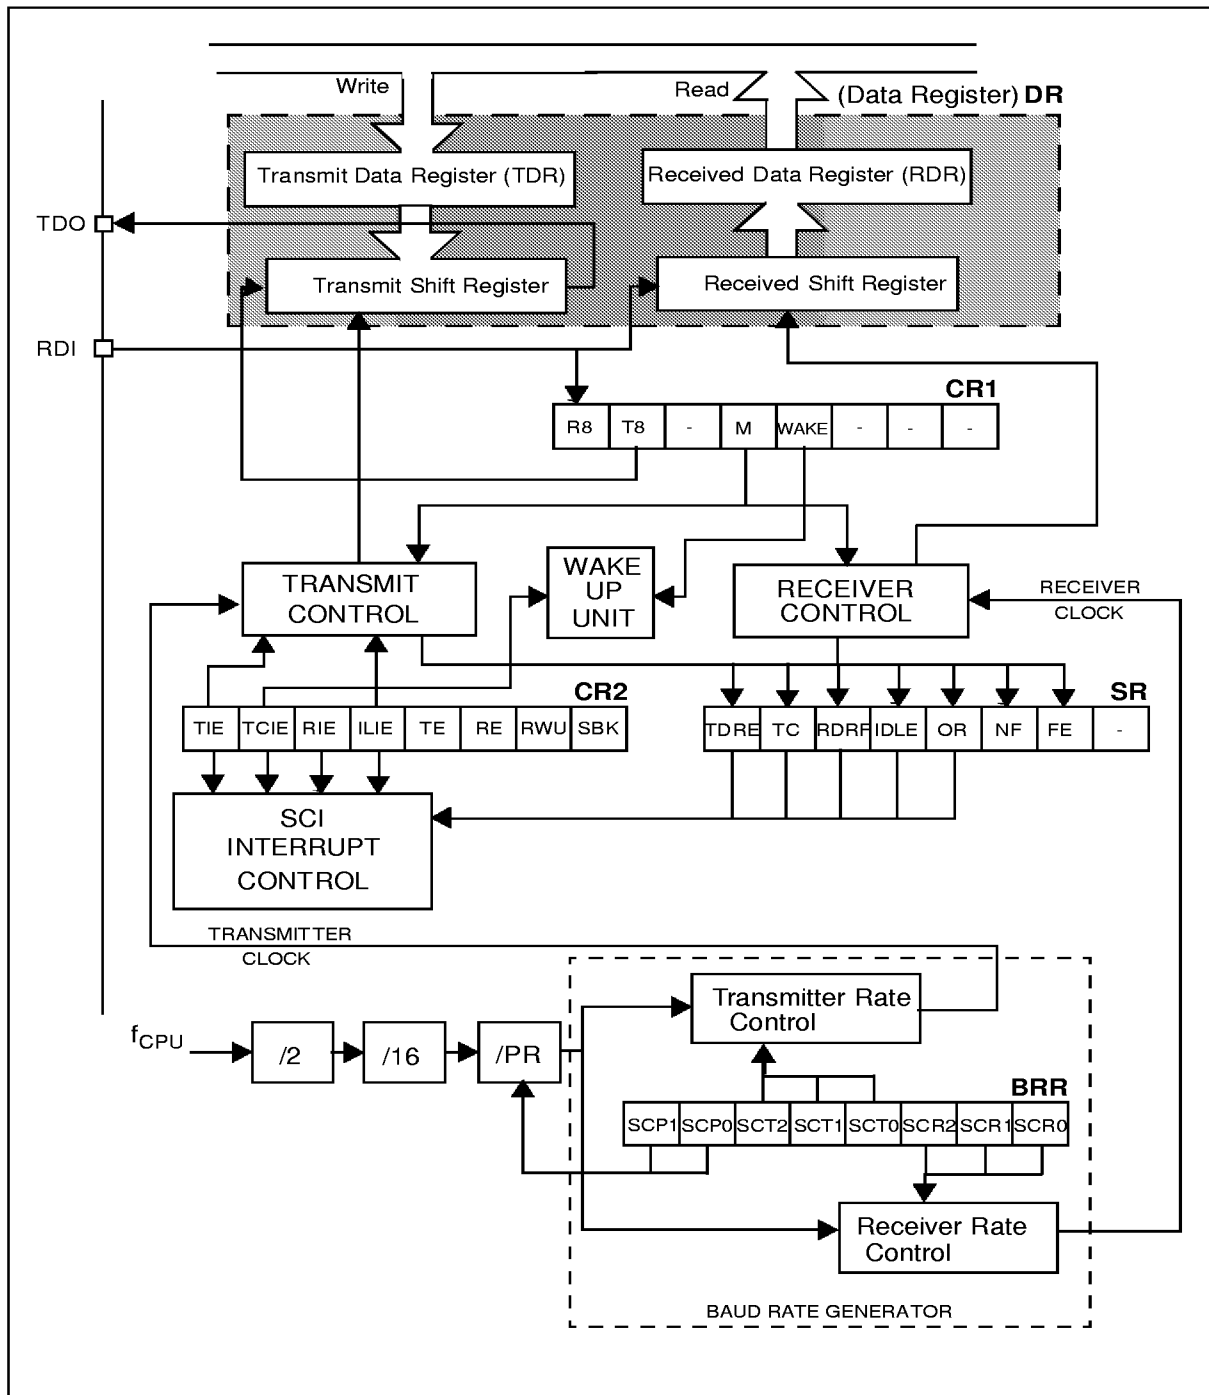 Write
Read
(Data Register) DR
Transmit Data Register (TDR)
Received Data Register (RDR)
TDO
Transmit Shift Register
Received Shift Register
RDI
CR1
R8 T8 - M WAKE - - -
TRANSMIT
CONTROL
WAKE
UP
UNIT
RECEIVER
CONTROL
RECEIVER
CLOCK
CR2
SR
TIE TCIE RIE ILIE TE RE RWU SBK
TDRE TC RDRF IDLE OR NF FE -
SCI
INTERRUPT
CONTROL
TRANSMITTER
CLOCK
Transmitter Rate
Control
fCPU
/2
/16
/PR
BRR
SCP1 SCP0 SCT2 SCT1 SCT0 SCR2 SCR1 SCR0
Receiver Rate
Control
BAUD RATE GENERATOR